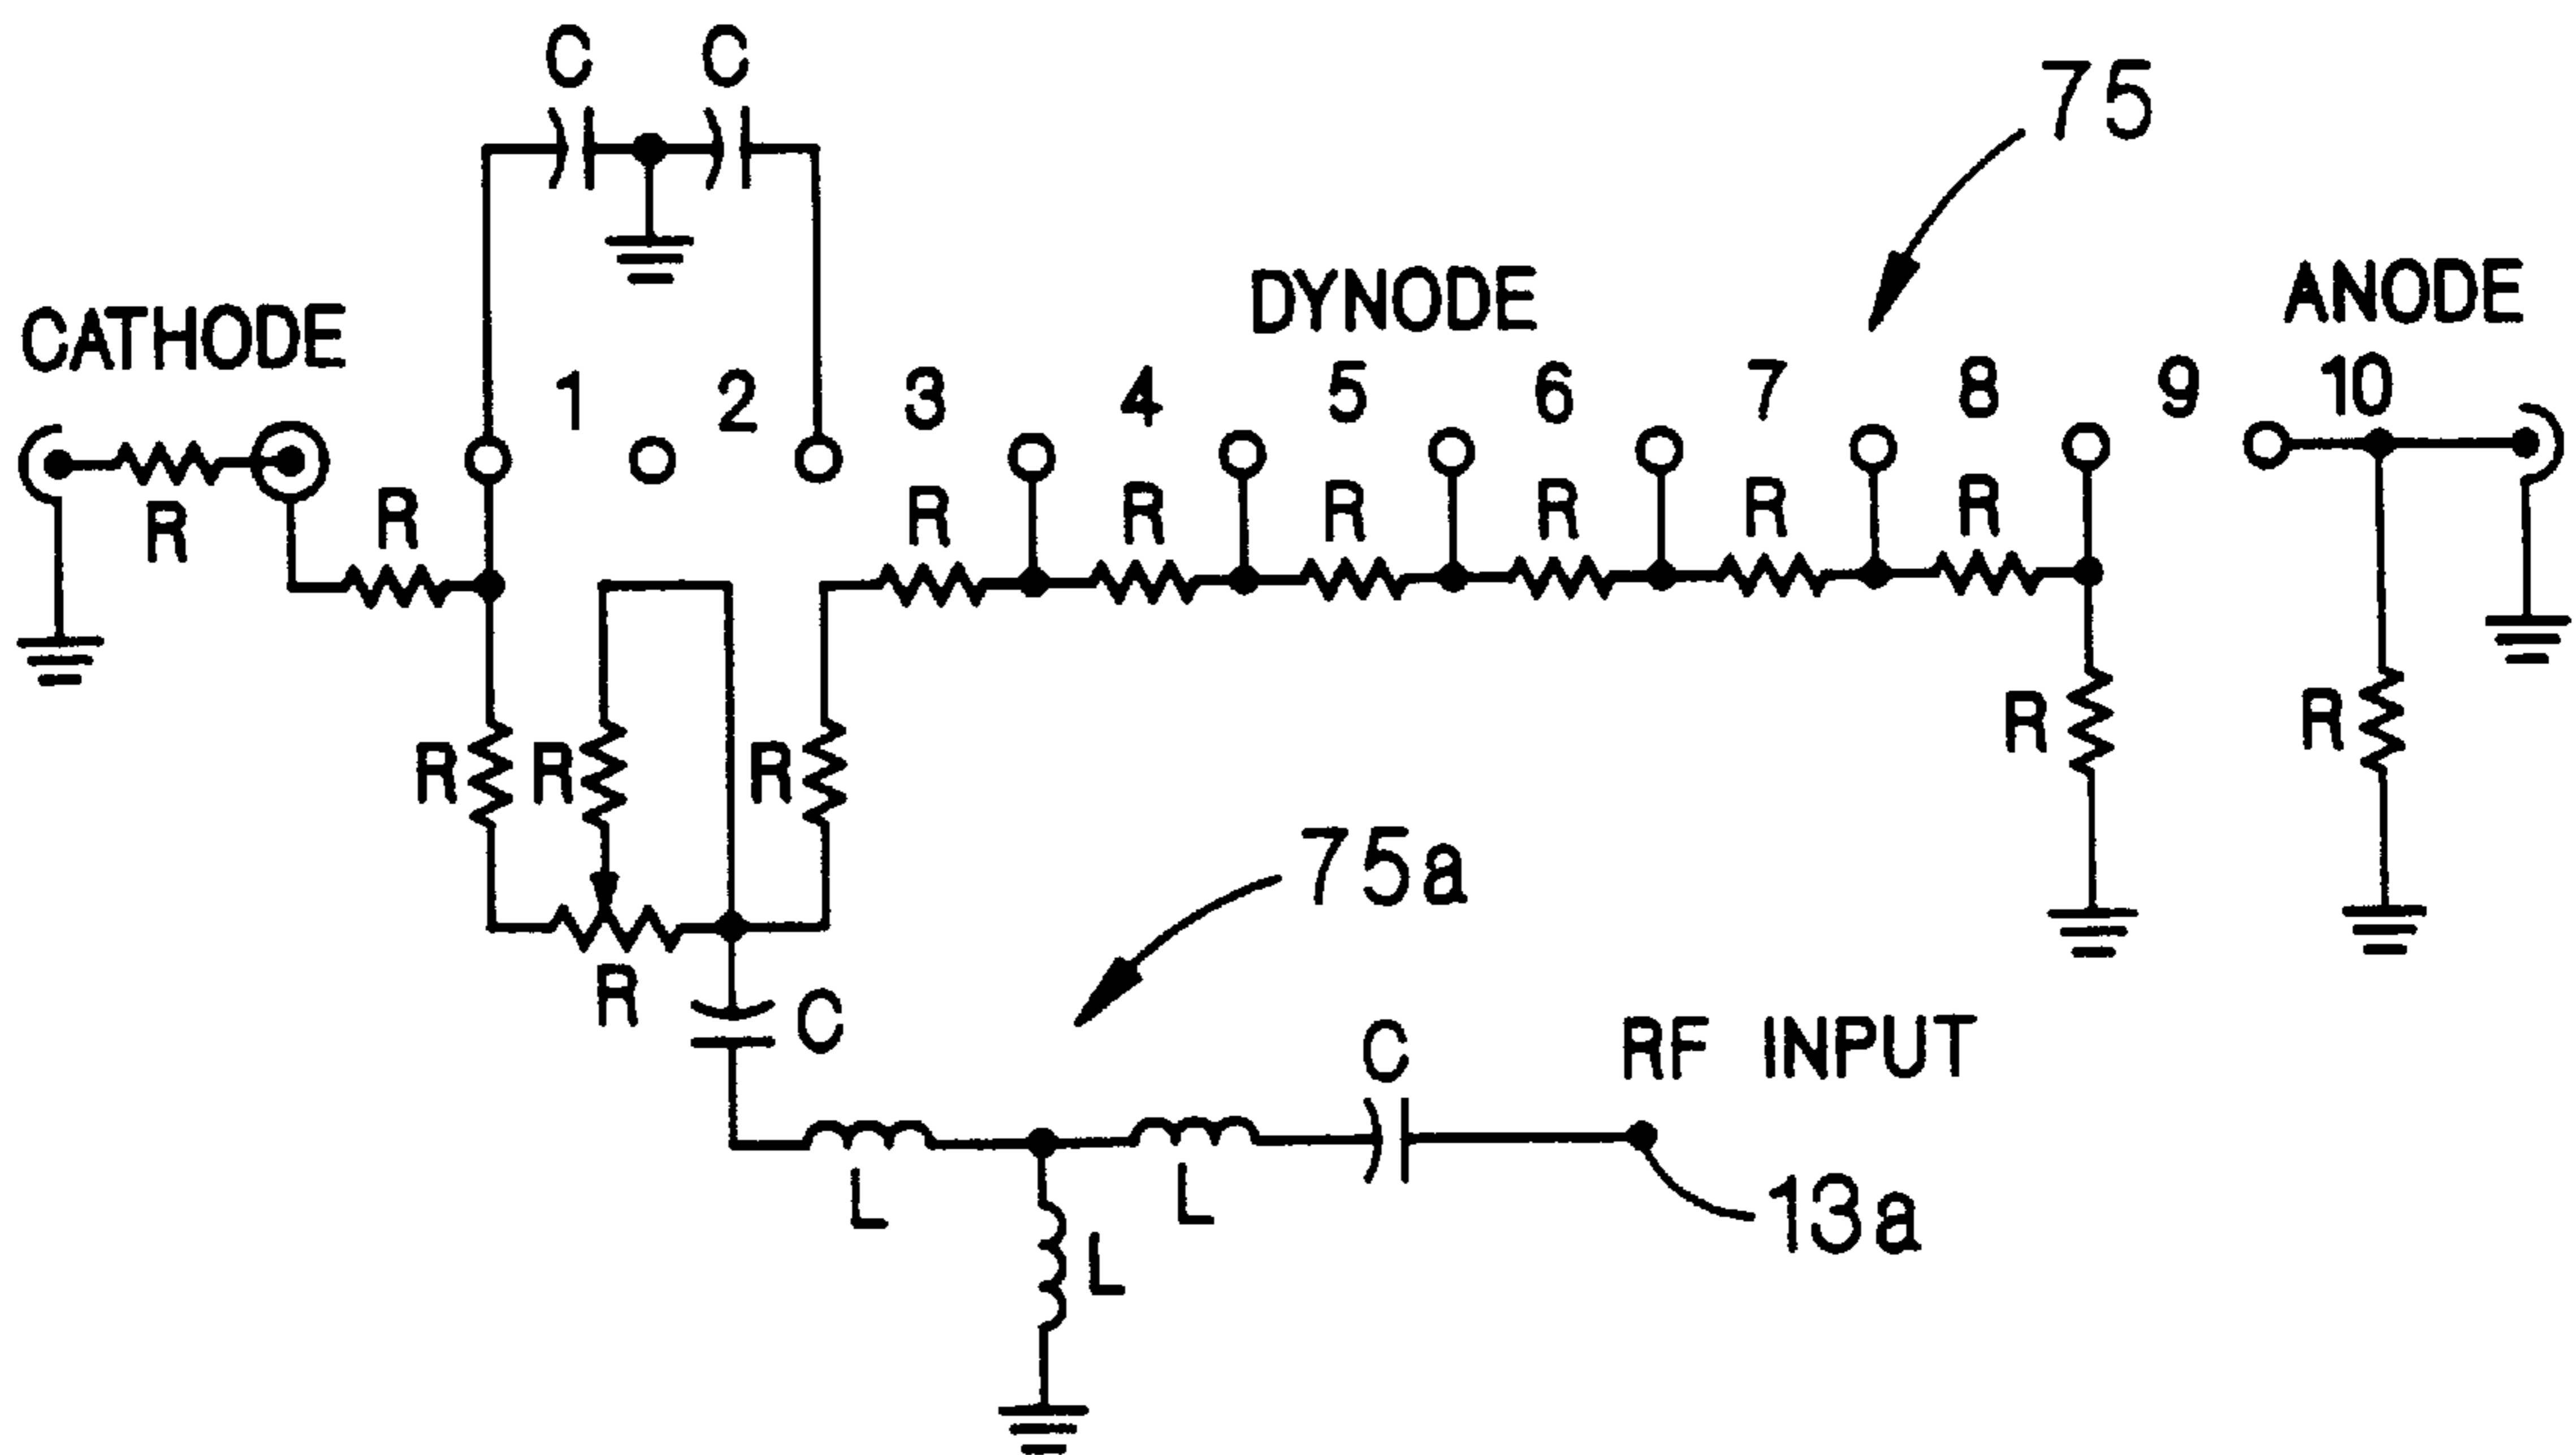 C C
75
DYNODE
ANODE
CATHODE
1 2 3 4 5 6 7 8 9 10
R R R R R R R R
R R R R R
75a
R C
C RF INPUT
L L
13a
L